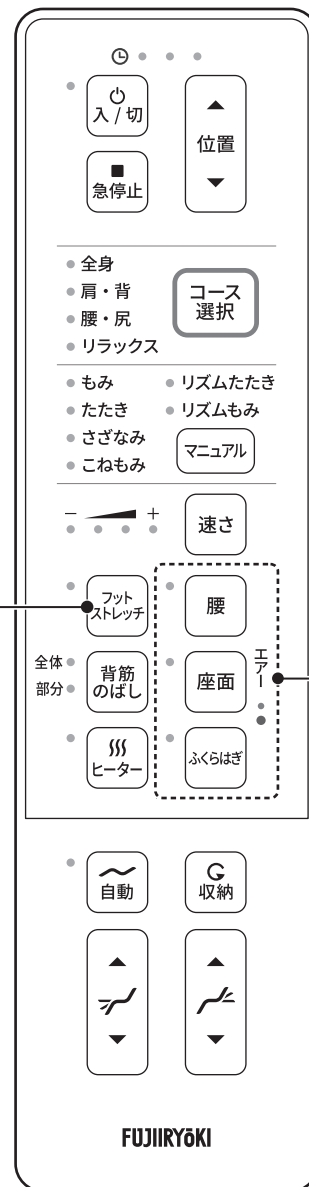 入 / 切
位置
急停止
全身
肩・背
腰・尻
リラックス
コース
選択
もみ
たたき
さざなみ
こねもみ
リズムたたき
リズムもみ
マニュアル
− +
速さ
フット
ストレッチ
腰
全体
部分
背筋
のばし
座面
エアー
ヒーター
ふくらはぎ
自動
収納
FUJIIRYōKI